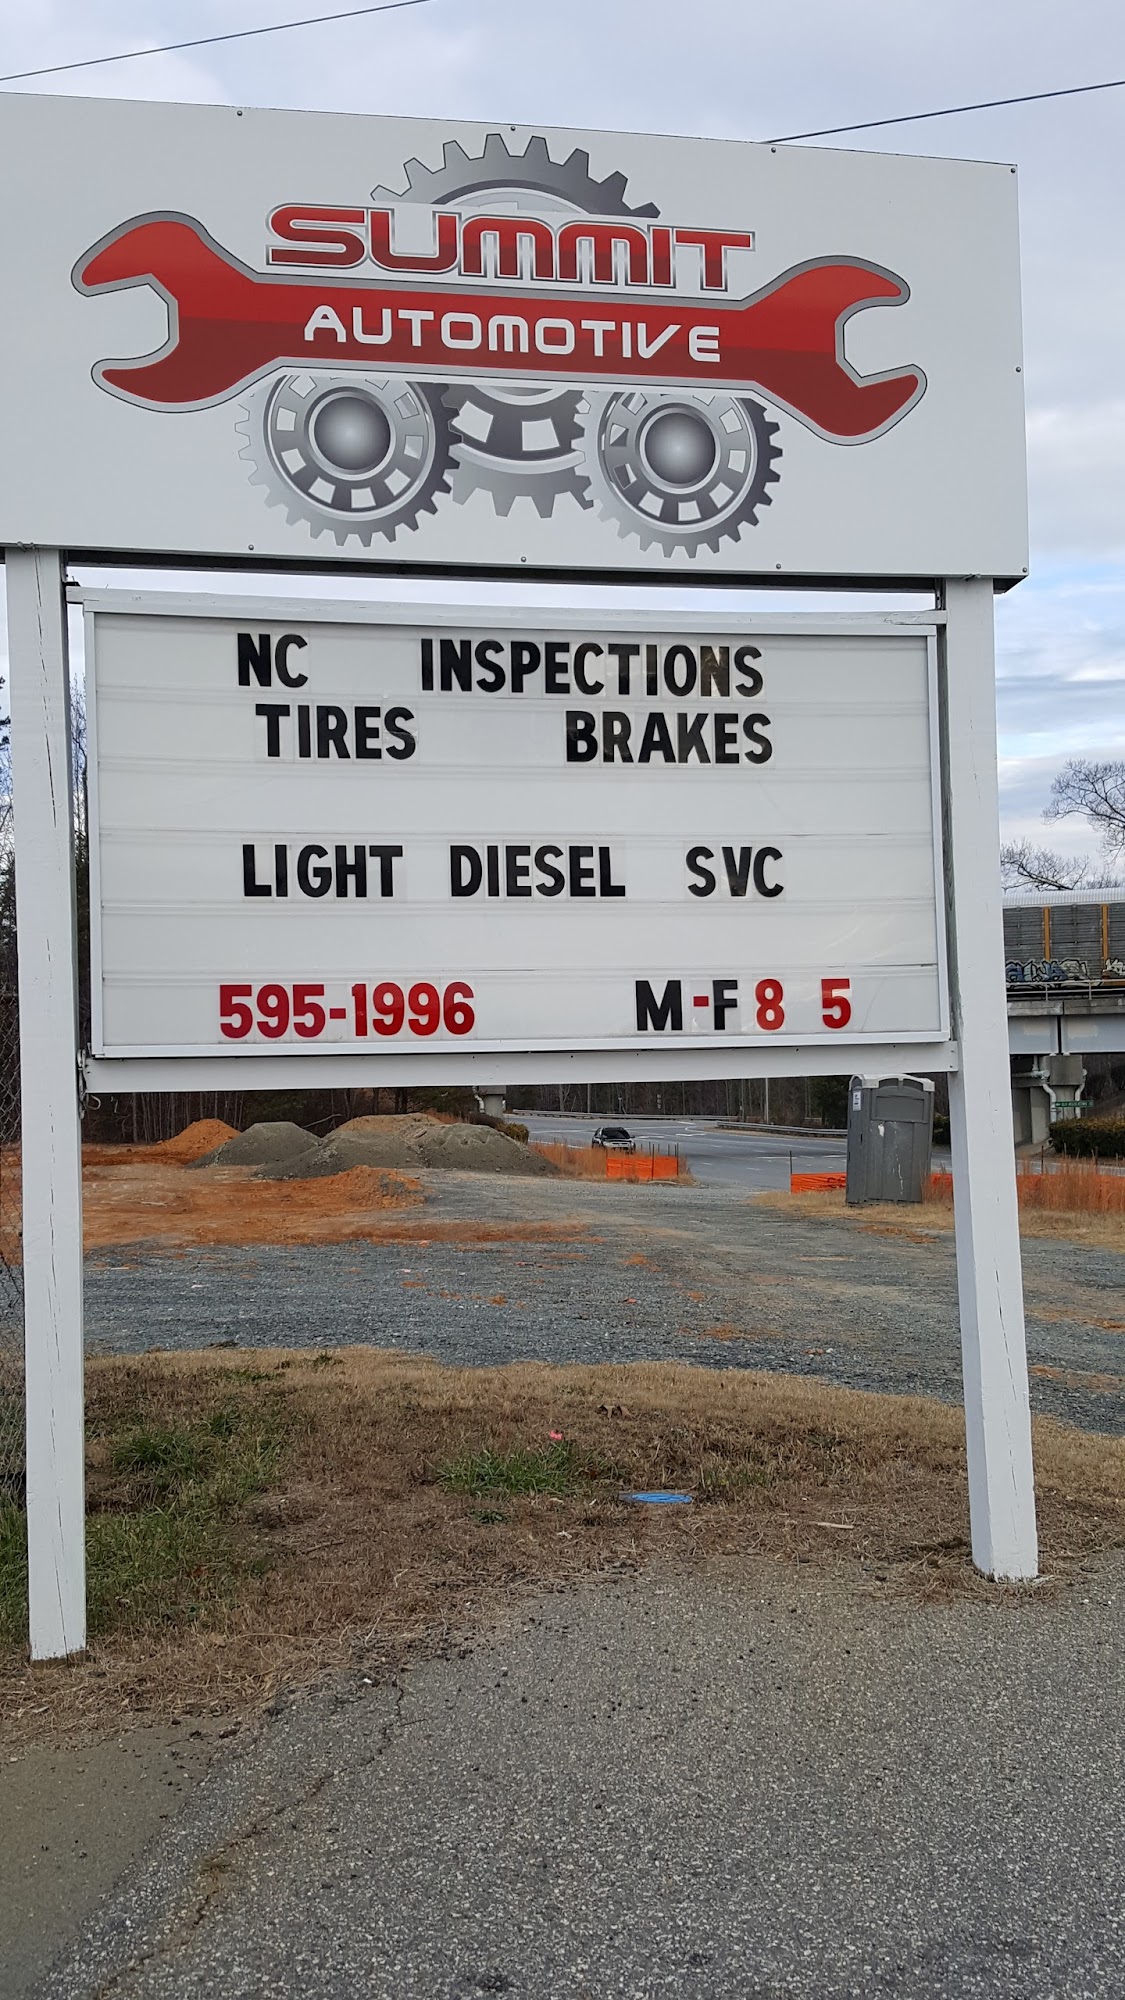 SUMMIT
AUTOMOTIVE
NC INSPECTIONS
TIRES BRAKES
LIGHT DIESEL SVC
595-1996 M-F 8 5